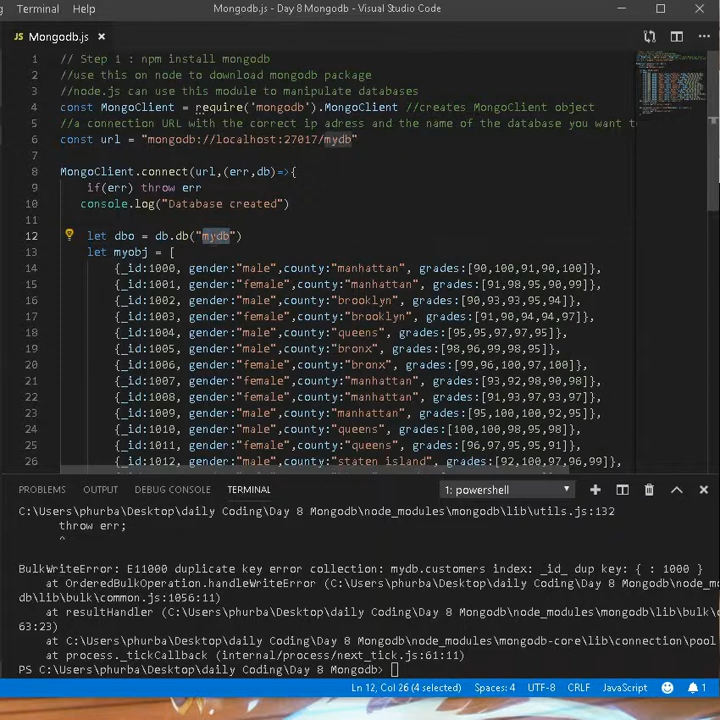 Terminal Help Mongodb.js - Day 8 Mongodb - Visual Studio Code
JS Mongodb.js
1 // Step 1 : npm install mongodb
2 //use this on node to download mongodb package
3 //node.js can use this module to manipulate databases
4 const MongoClient = require('mongodb').MongoClient //creates MongoClient object
5 //a connection URL with the correct ip adress and the name of the database you want to
6 const url = "mongodb://localhost:27017/mydb"
7
8 MongoClient.connect(url,(err,db)=>{
9 if(err) throw err
10 console.log("Database created")
11
12 let dbo = db.db("mydb")
13 let myobj = [
14 {_id:1000, gender:"male",county:"manhattan", grades:[90,100,91,90,100]},
15 {_id:1001, gender:"female",county:"manhattan", grades:[91,98,95,90,99]},
16 {_id:1002, gender:"male",county:"brooklyn", grades:[90,93,93,95,94]},
17 {_id:1003, gender:"female",county:"brooklyn", grades:[91,90,94,94,97]},
18 {_id:1004, gender:"male",county:"queens", grades:[95,95,97,97,95]},
19 {_id:1005, gender:"male",county:"bronx", grades:[98,96,99,98,95]},
20 {_id:1006, gender:"female",county:"bronx", grades:[99,96,100,97,100]},
21 {_id:1007, gender:"female",county:"manhattan", grades:[93,92,90,98,98]},
22 {_id:1008, gender:"female",county:"manhattan", grades:[91,93,97,93,97]},
23 {_id:1009, gender:"male",county:"manhattan", grades:[95,100,100,92,95]},
24 {_id:1010, gender:"male",county:"queens", grades:[100,100,98,95,98]},
25 {_id:1011, gender:"female",county:"queens", grades:[96,97,95,95,91]},
26 {_id:1012, gender:"male",county:"staten island", grades:[92,100,97,96,99]},
PROBLEMS OUTPUT DEBUG CONSOLE TERMINAL 1: powershell
C:\Users\phurba\Desktop\daily Coding\Day 8 Mongodb\node_modules\mongodb\lib\utils.js:132
throw err;
^
BulkWriteError: E11000 duplicate key error collection: mydb.customers index: _id_ dup key: { : 1000 }
at OrderedBulkOperation.handleWriteError (C:\Users\phurba\Desktop\daily Coding\Day 8 Mongodb\node_modules\mongo
db\lib\bulk\common.js:1056:11)
at resultHandler (C:\Users\phurba\Desktop\daily Coding\Day 8 Mongodb\node_modules\mongodb\lib\bulk\c
63:23)
at C:\Users\phurba\Desktop\daily Coding\Day 8 Mongodb\node_modules\mongodb-core\lib\connection\pool
at process._tickCallback (internal/process/next_tick.js:61:11)
PS C:\Users\phurba\Desktop\daily Coding\Day 8 Mongodb>
Ln 12, Col 26 (4 selected) Spaces: 4 UTF-8 CRLF JavaScript 1